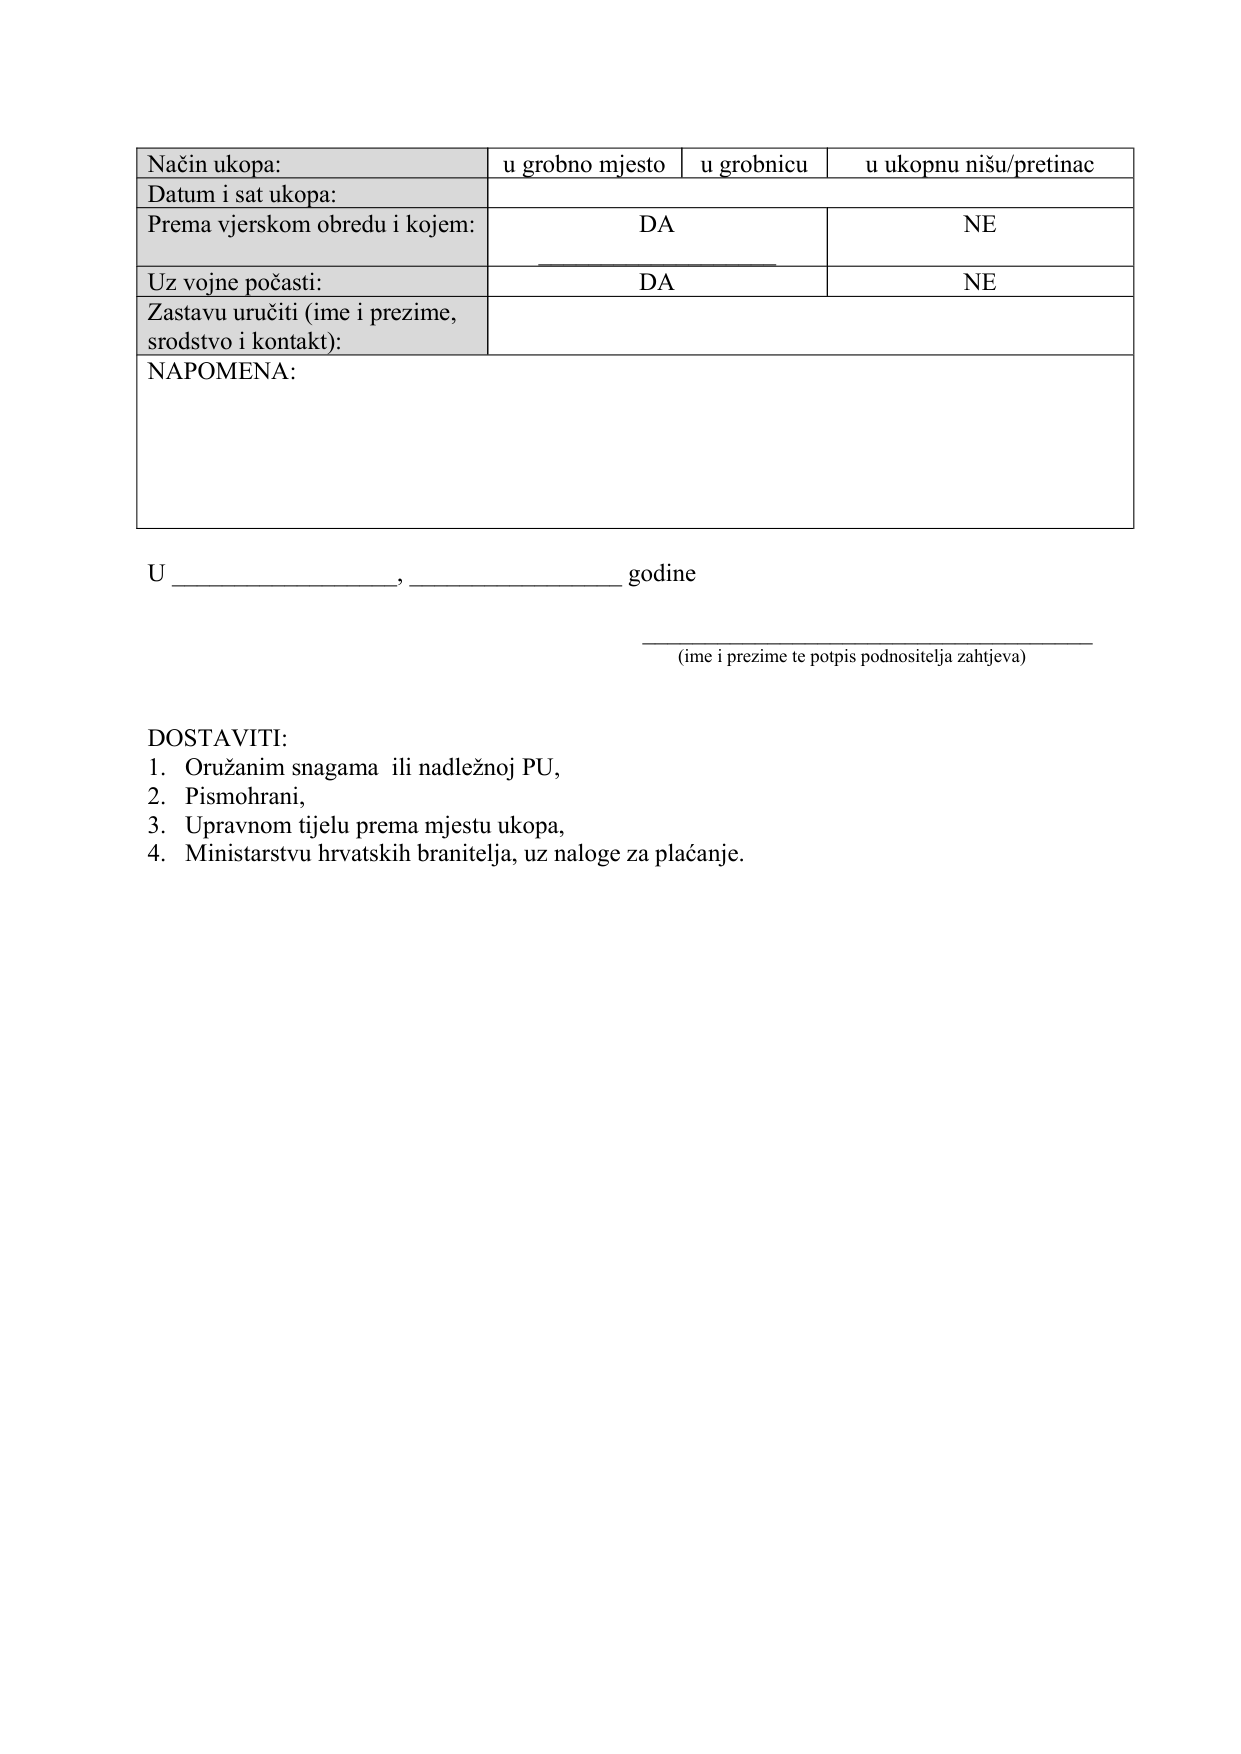 Način ukopa: u grobno mjesto u grobnicu u ukopnu nišu/pretinac
Datum i sat ukopa:
Prema vjerskom obredu i kojem: DA NE
___________________
Uz vojne počasti: DA NE
Zastavu uručiti (ime i prezime,
srodstvo i kontakt):
NAPOMENA:
U __________________, _________________ godine
____________________________________
(ime i prezime te potpis podnositelja zahtjeva)
DOSTAVITI:
1. Oružanim snagama  ili nadležnoj PU,
2. Pismohrani,
3. Upravnom tijelu prema mjestu ukopa,
4. Ministarstvu hrvatskih branitelja, uz naloge za plaćanje.